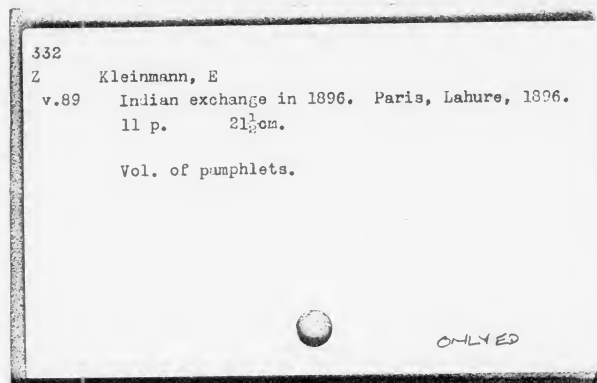 332
Z Kleinmann, E
v.89 Indian exchange in 1896. Paris, Lahure, 1896.
11 p. 21½cm.
Vol. of pamphlets.
ONLY ED